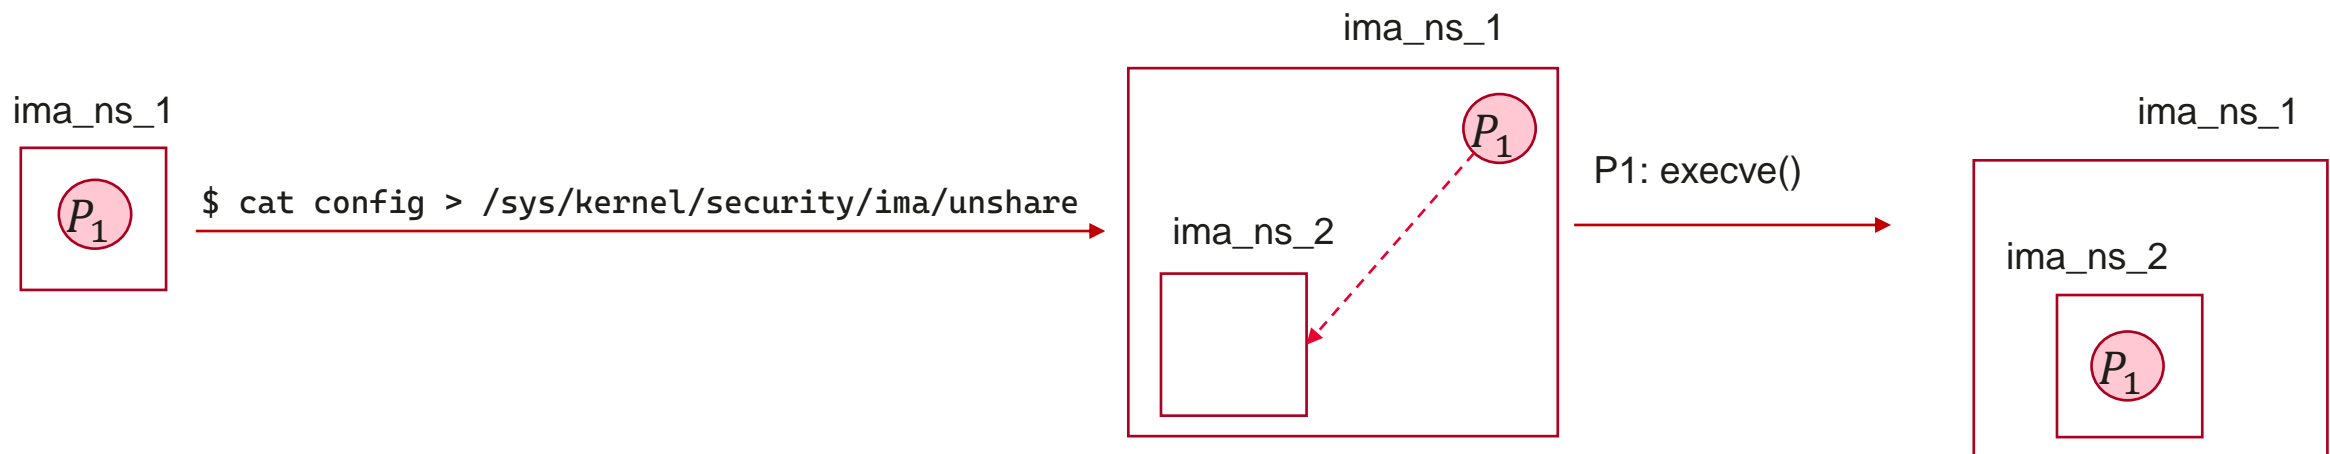 ima_ns_1
P1
$ cat config > /sys/kernel/security/ima/unshare
ima_ns_1
P1
ima_ns_2
P1: execve()
ima_ns_1
ima_ns_2
P1